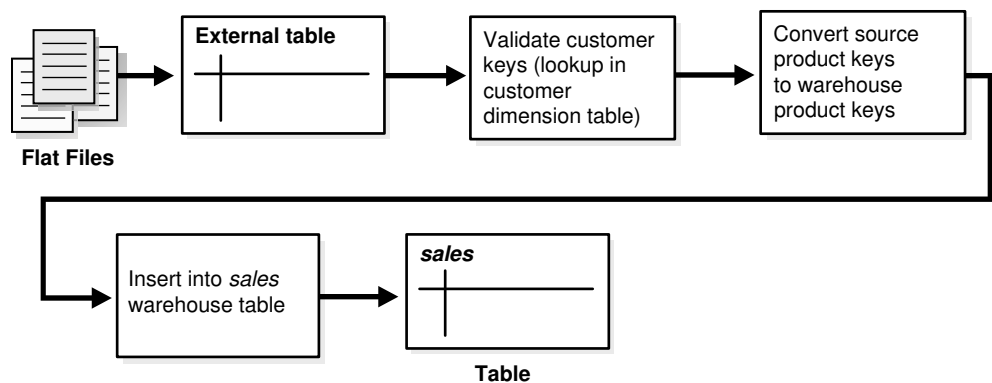 External table
Validate customer
keys (lookup in
customer
dimension table)
Convert source
product keys
to warehouse
product keys
Flat Files
Insert into sales
warehouse table
sales
Table